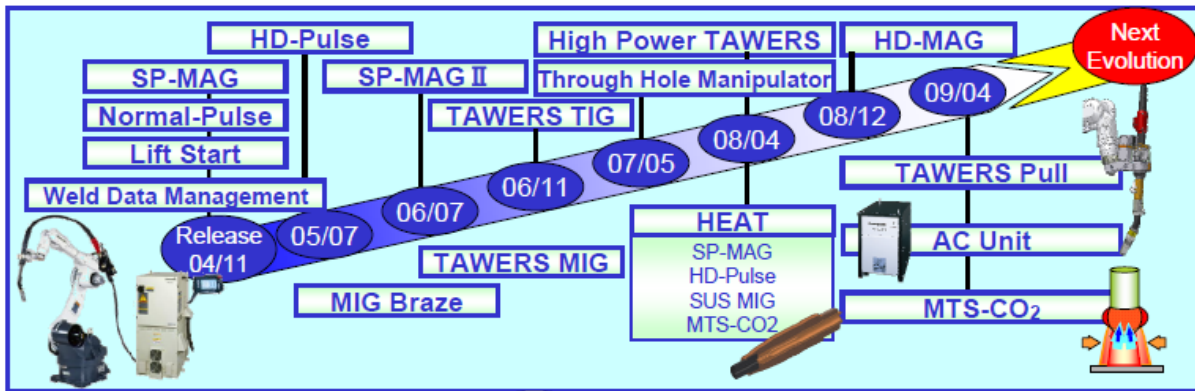 HD-Pulse
High Power TAWERS
HD-MAG
Next
Evolution
SP-MAG
SP-MAGⅡ
Through Hole Manipulator
Normal-Pulse
TAWERS TIG
Lift Start
Weld Data Management
Release
04/11
05/07
06/07
06/11
07/05
08/04
08/12
09/04
TAWERS Pull
HEAT
SP-MAG
HD-Pulse
SUS MIG
MTS-CO2
AC Unit
TAWERS MIG
MIG Braze
MTS-CO₂